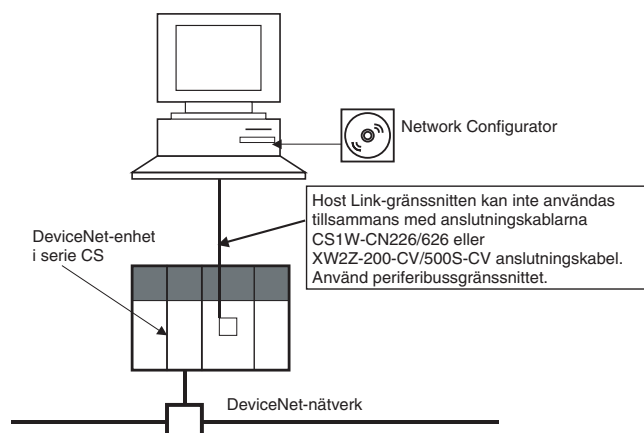 Network Configurator
Host Link-gränssnitten kan inte användas
tillsammans med anslutningskablarna
CS1W-CN226/626 eller
XW2Z-200-CV/500S-CV anslutningskabel.
Använd periferibussgränssnittet.
DeviceNet-enhet
i serie CS
DeviceNet-nätverk